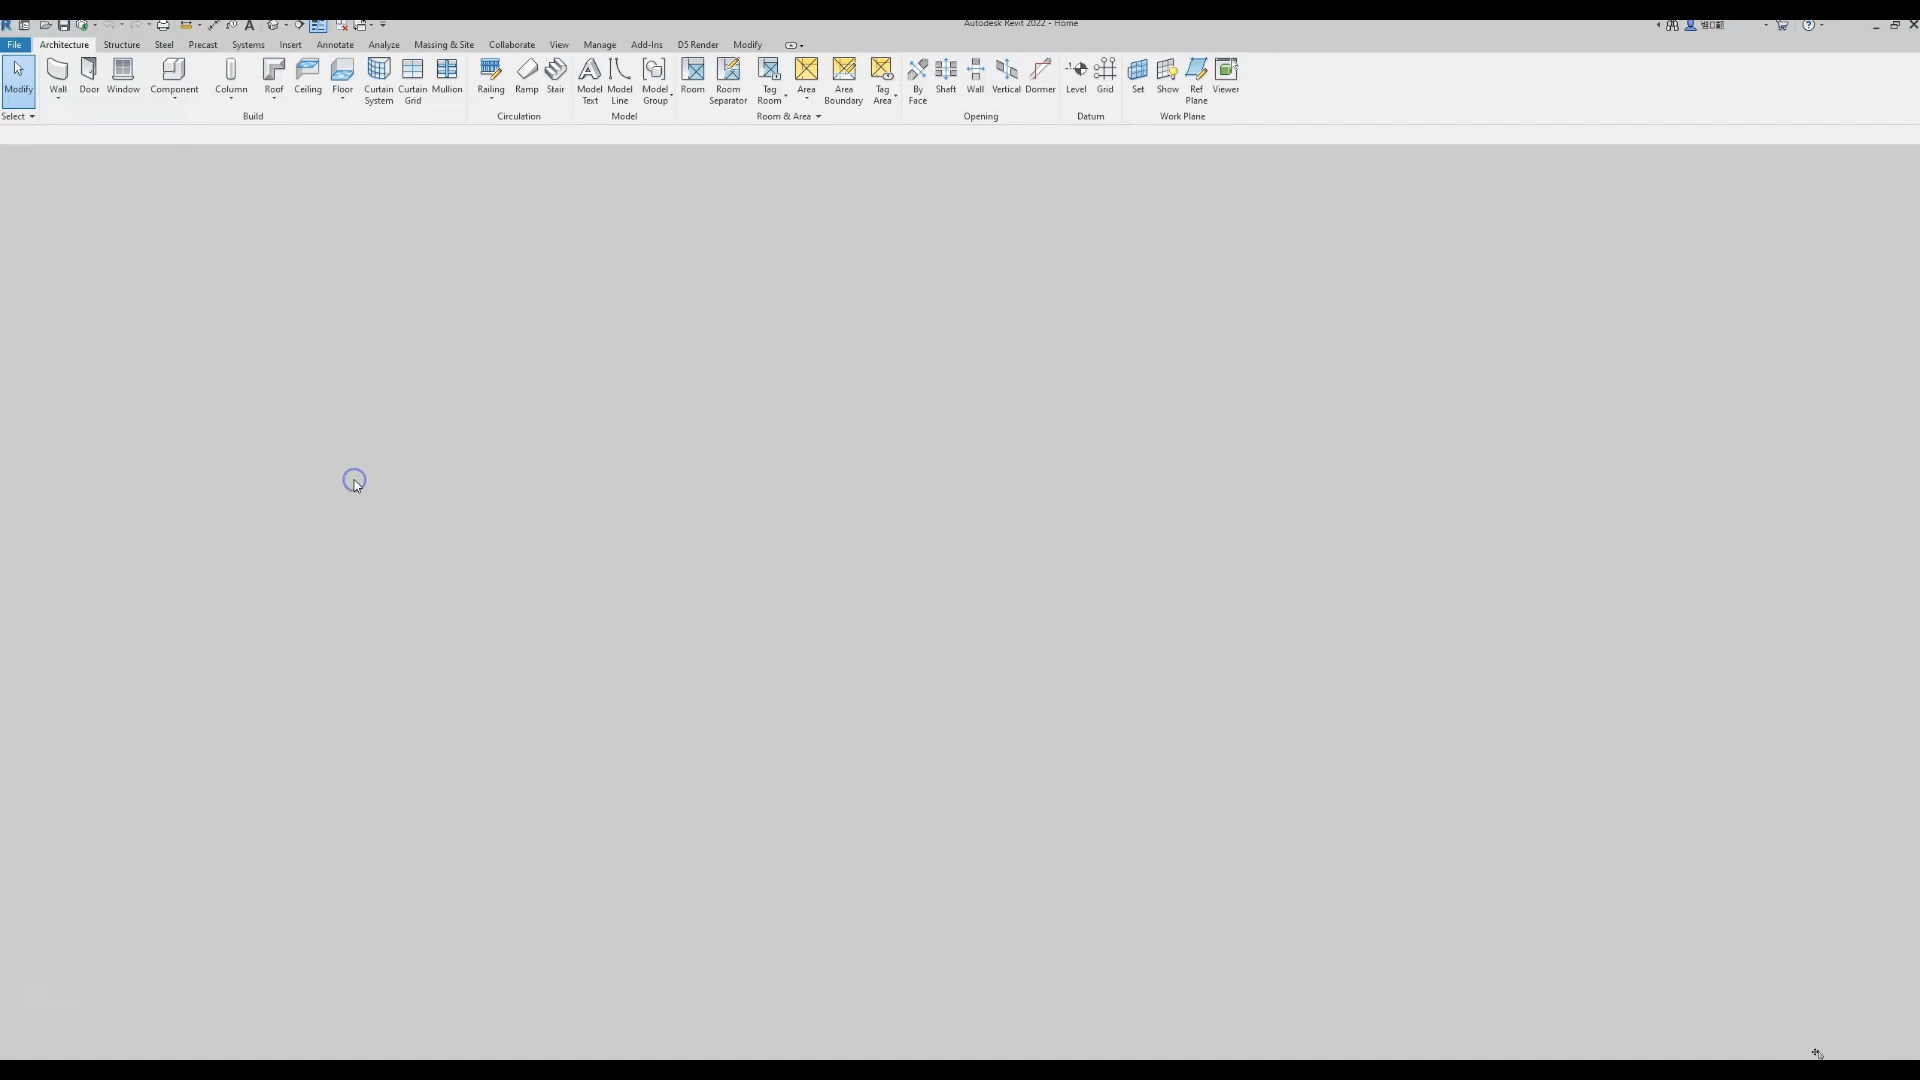 Autodesk Revit 2022 - Home
File Architecture Structure Steel Precast Systems Insert Annotate Analyze Massing & Site Collaborate View Manage Add-Ins D5 Render Modify
Modify Wall Door Window Component Column Roof Ceiling Floor Curtain System Curtain Grid Mullion Railing Ramp Stair Model Text Model Line Model Group Room Room Separator Tag Room Area Area Boundary Tag Area By Face Shaft Wall Vertical Dormer Level Grid Set Show Ref Plane Viewer
Select Build Circulation Model Room & Area Opening Datum Work Plane